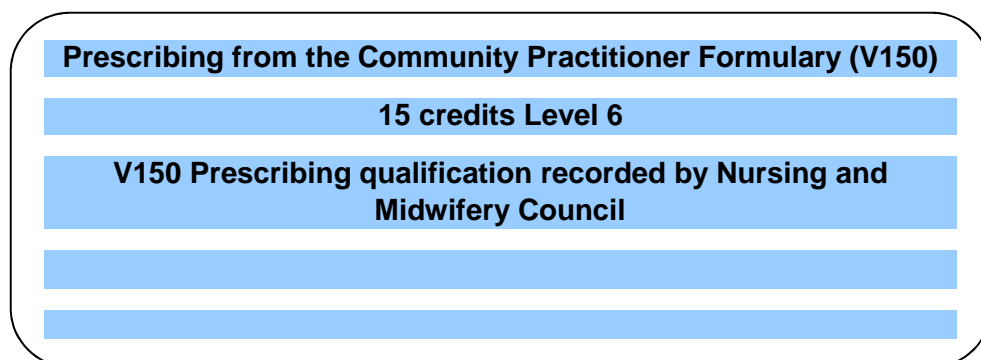 Prescribing from the Community Practitioner Formulary (V150)
15 credits Level 6
V150 Prescribing qualification recorded by Nursing and
Midwifery Council